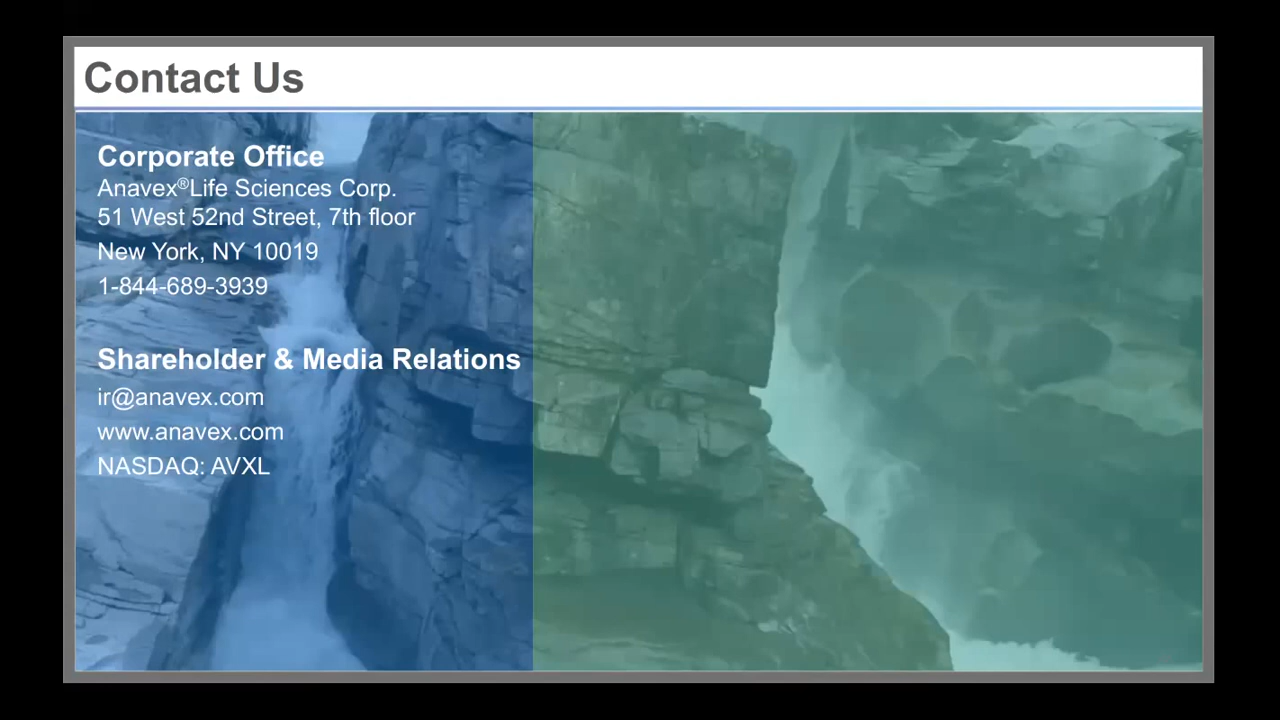 Contact Us
Corporate Office
Anavex®Life Sciences Corp.
51 West 52nd Street, 7th floor
New York, NY 10019
1-844-689-3939
Shareholder & Media Relations
ir@anavex.com
www.anavex.com
NASDAQ: AVXL